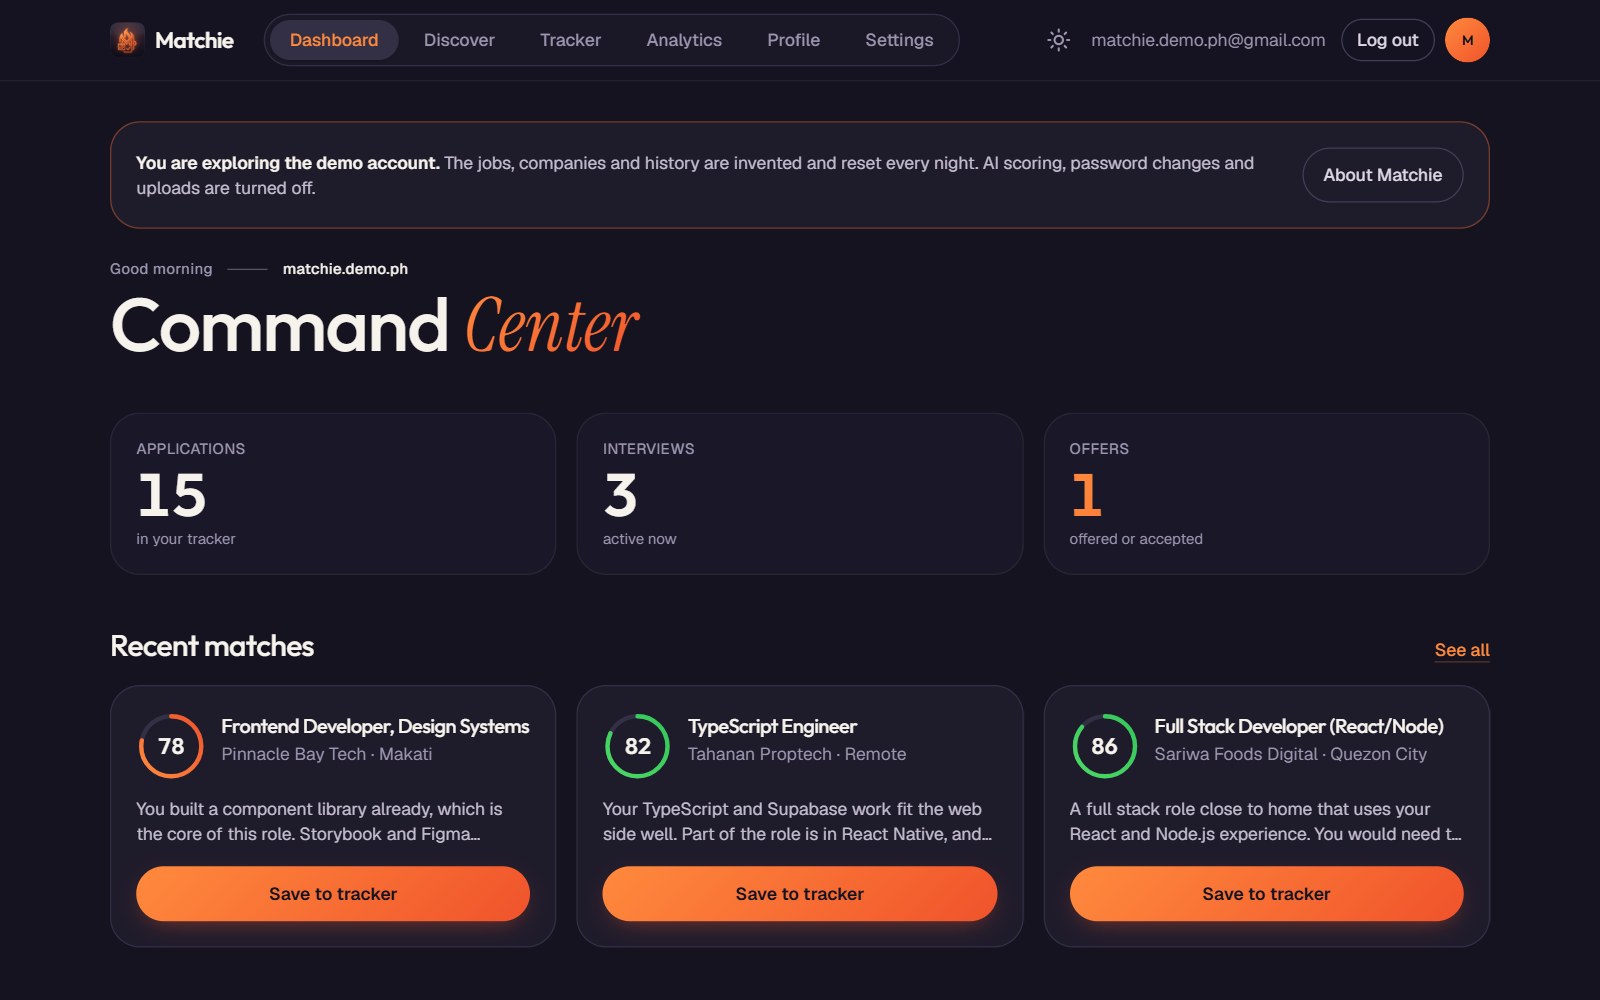 Matchie
Dashboard
Discover
Tracker
Analytics
Profile
Settings
matchie.demo.ph@gmail.com
Log out
M
You are exploring the demo account. The jobs, companies and history are invented and reset every night. AI scoring, password changes and
uploads are turned off.
About Matchie
Good morning
matchie.demo.ph
Command Center
APPLICATIONS
15
in your tracker
INTERVIEWS
3
active now
OFFERS
1
offered or accepted
Recent matches
See all
78
Frontend Developer, Design Systems
Pinnacle Bay Tech · Makati
You built a component library already, which is
the core of this role. Storybook and Figma...
Save to tracker
82
TypeScript Engineer
Tahanan Proptech · Remote
Your TypeScript and Supabase work fit the web
side well. Part of the role is in React Native, and...
Save to tracker
86
Full Stack Developer (React/Node)
Sariwa Foods Digital · Quezon City
A full stack role close to home that uses your
React and Node.js experience. You would need t...
Save to tracker